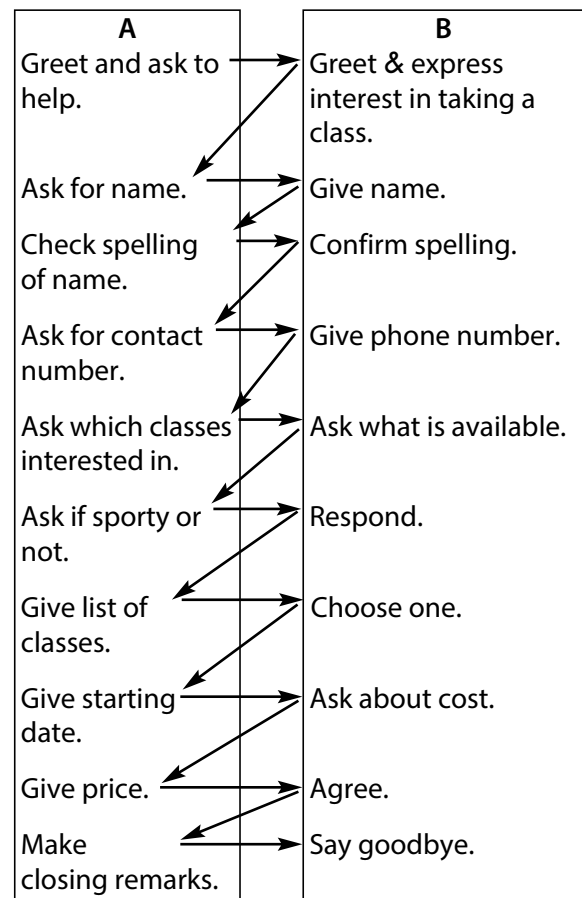 A
Greet and ask to
help.
Ask for name.
Check spelling
of name.
Ask for contact
number.
Ask which classes
interested in.
Ask if sporty or
not.
Give list of
classes.
Give starting
date.
Give price.
Make
closing remarks.
B
Greet & express
interest in taking a
class.
Give name.
Confirm spelling.
Give phone number.
Ask what is available.
Respond.
Choose one.
Ask about cost.
Agree.
Say goodbye.